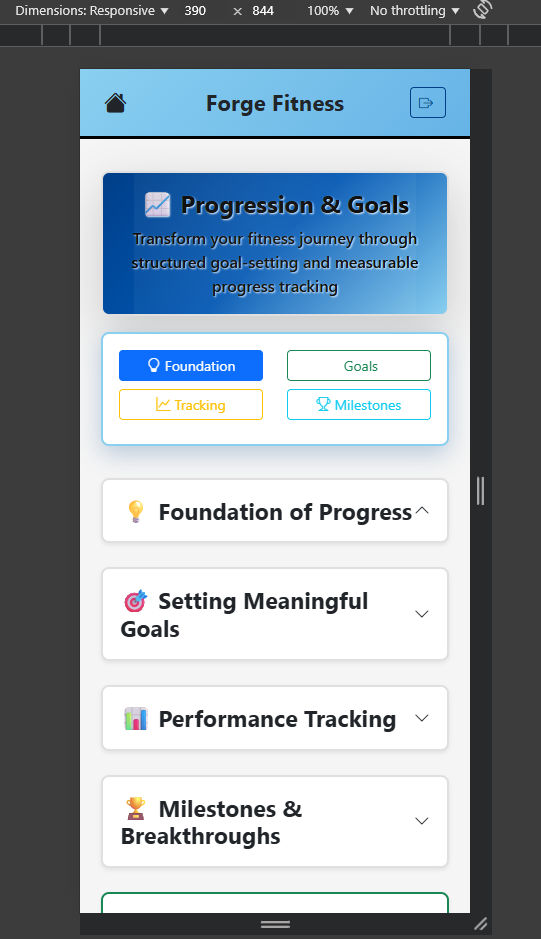 Dimensions: Responsive 390 x 844 100% No throttling
Forge Fitness
Progression & Goals
Transform your fitness journey through
structured goal-setting and measurable
progress tracking
Foundation Goals
Tracking Milestones
Foundation of Progress
Setting Meaningful
Goals
Performance Tracking
Milestones &
Breakthroughs